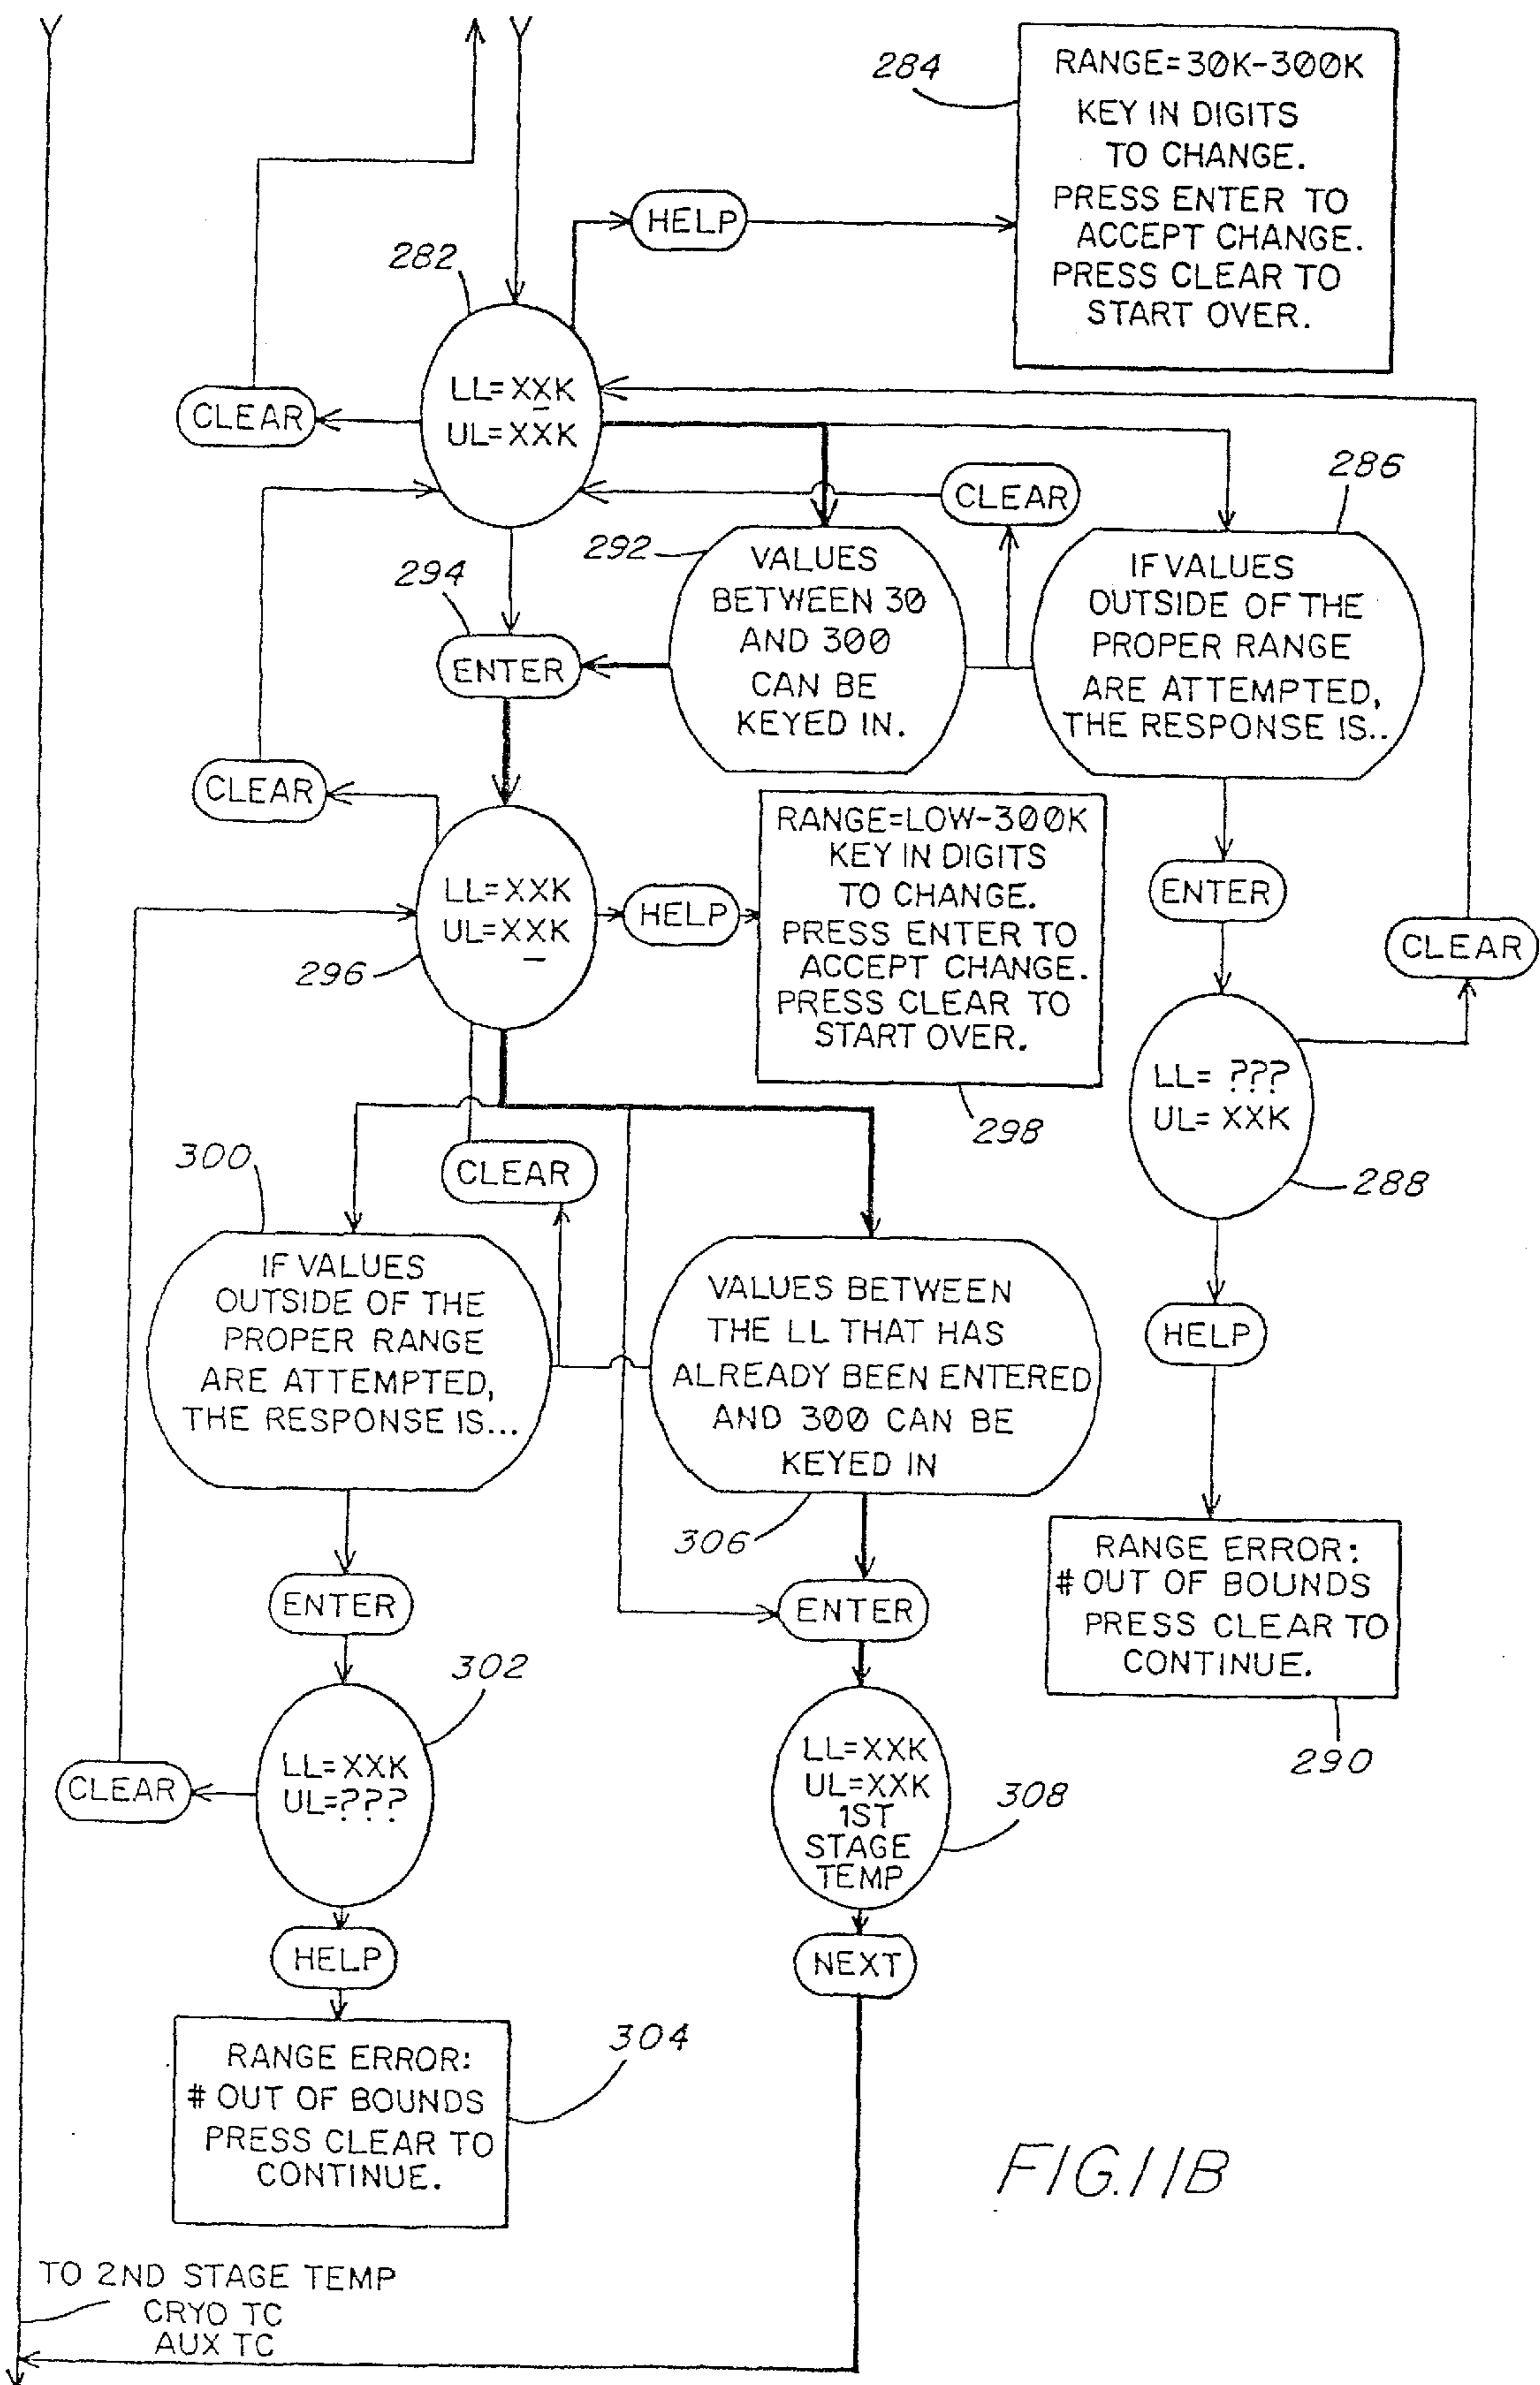 284
RANGE=30K-300K
KEY IN DIGITS
TO CHANGE.
PRESS ENTER TO
ACCEPT CHANGE.
PRESS CLEAR TO
START OVER.
HELP
282
LL=XXK
UL=XXK
CLEAR
CLEAR
286
292
VALUES
BETWEEN 30
AND 300
CAN BE
KEYED IN.
IF VALUES
OUTSIDE OF THE
PROPER RANGE
ARE ATTEMPTED,
THE RESPONSE IS..
294
ENTER
CLEAR
RANGE=LOW-300K
KEY IN DIGITS
TO CHANGE.
PRESS ENTER TO
ACCEPT CHANGE.
PRESS CLEAR TO
START OVER.
LL=XXK
UL=XXK
HELP
296
298
ENTER
CLEAR
LL= ???
UL= XXK
288
HELP
300
CLEAR
IF VALUES
OUTSIDE OF THE
PROPER RANGE
ARE ATTEMPTED,
THE RESPONSE IS...
VALUES BETWEEN
THE LL THAT HAS
ALREADY BEEN ENTERED
AND 300 CAN BE
KEYED IN
306
RANGE ERROR:
# OUT OF BOUNDS
PRESS CLEAR TO
CONTINUE.
290
ENTER
ENTER
302
LL=XXK
UL=???
CLEAR
LL=XXK
UL=XXK
1ST
STAGE
TEMP
308
HELP
NEXT
304
RANGE ERROR:
# OUT OF BOUNDS
PRESS CLEAR TO
CONTINUE.
FIG.11B
TO 2ND STAGE TEMP
CRYO TC
AUX TC